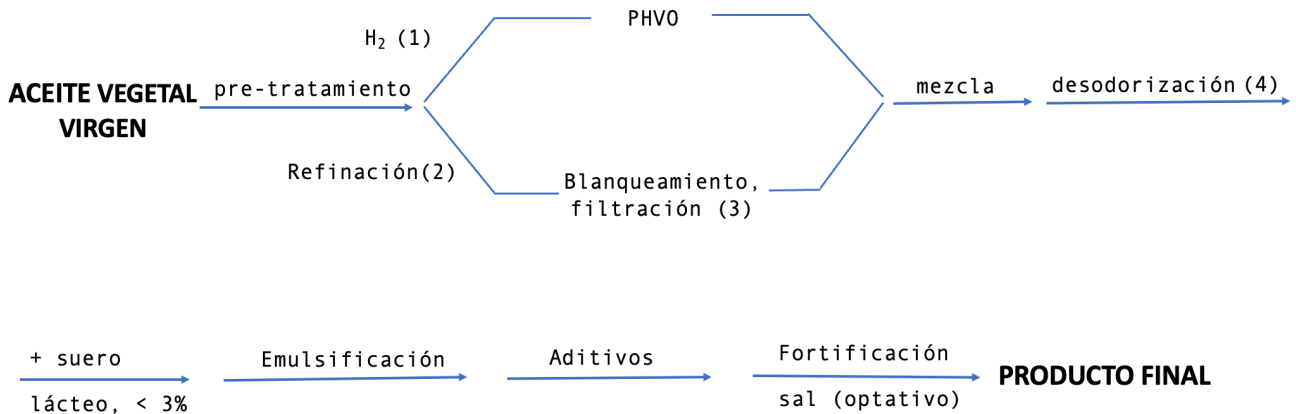 PHVO
H₂ (1)
ACEITE VEGETAL
VIRGEN
pre-tratamiento
mezcla
desodorización (4)
Refinación(2)
Blanqueamiento,
filtración (3)
+ suero
lácteo, < 3%
Emulsificación
Aditivos
Fortificación
sal (optativo)
PRODUCTO FINAL